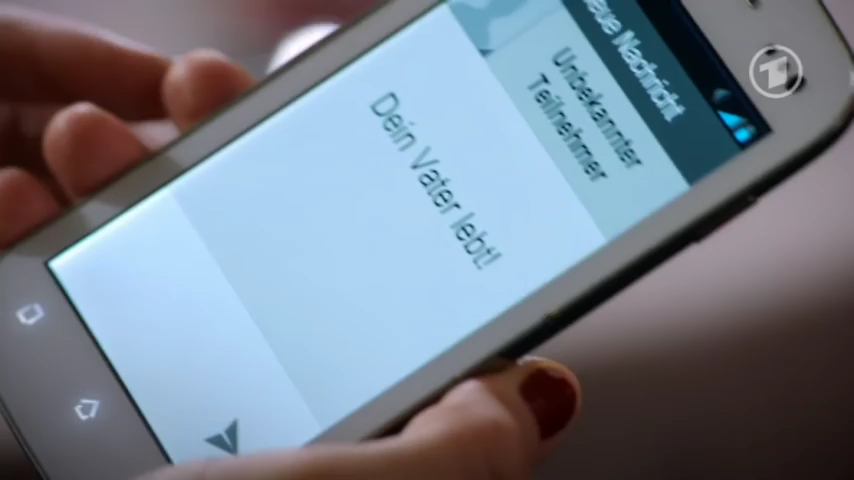 Neue Nachricht
Unbekannter
Teilnehmer
Dein Vater lebt!